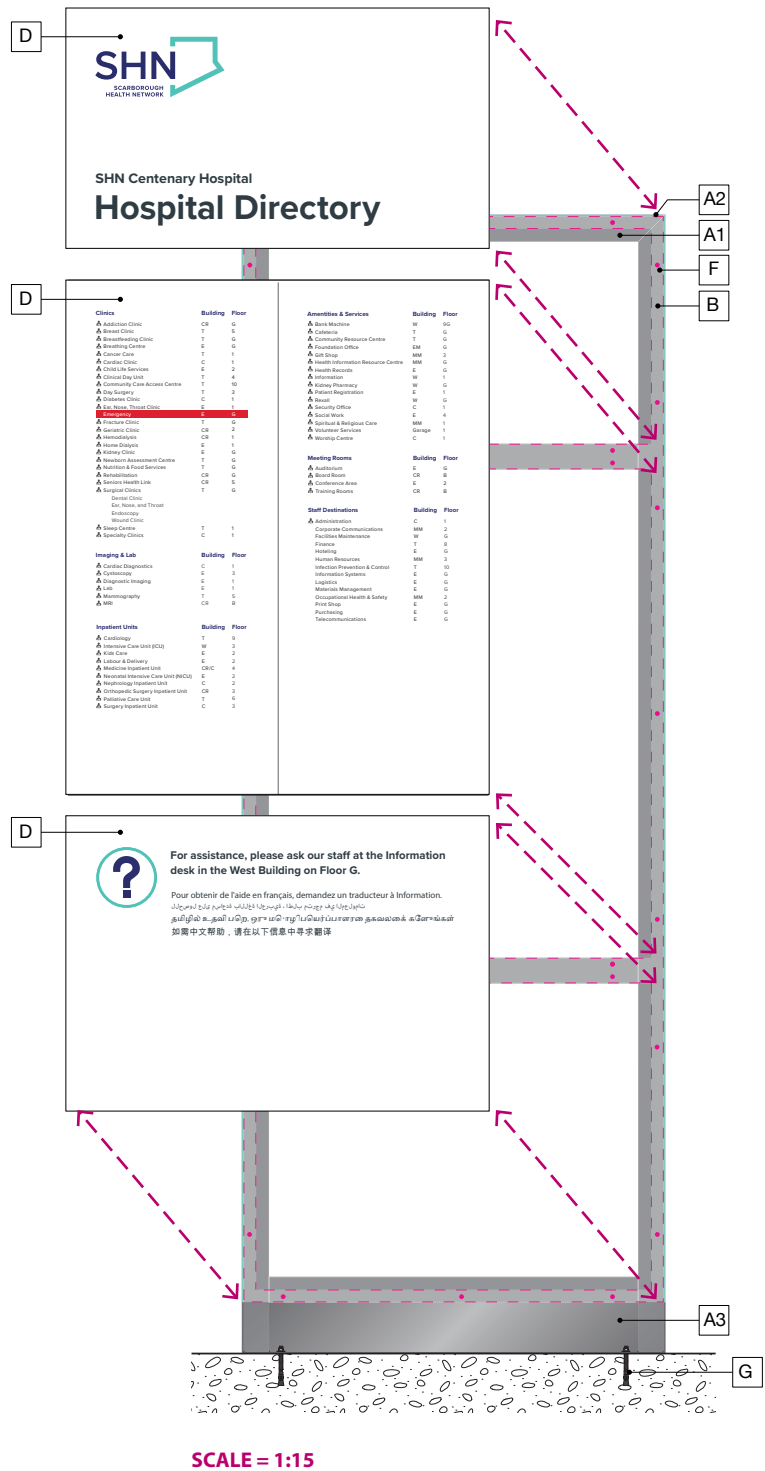 D
SHN
SCARBOROUGH
HEALTH NETWORK
SHN Centenary Hospital
Hospital Directory
A2
A1
F
B
D
Clinics Building Floor
Addiction Clinic CR G
Breast Clinic T 5
Breastfeeding Clinic T G
Breathing Centre E G
Cancer Care T 1
Cardiac Clinic C 1
Child Life Services E 2
Clinical Day Unit T 4
Community Care Access Centre T 10
Day Surgery T 3
Diabetes Clinic C 1
Ear, Nose, Throat Clinic E 1
Emergency E G
Fracture Clinic T G
Geriatric Clinic CR 2
Hemodialysis CR 1
Home Dialysis E 1
Kidney Clinic E G
Newborn Assessment Centre T G
Nutrition & Food Services T G
Rehabilitation CR G
Seniors Health Link CR 5
Surgical Clinics T G
Dental Clinic
Ear, Nose, and Throat
Endoscopy
Wound Clinic
Sleep Centre T 1
Specialty Clinics C 1
Imaging & Lab Building Floor
Cardiac Diagnostics C 1
Cystoscopy E 3
Diagnostic Imaging E 1
Lab E 1
Mammography T 5
MRI CR B
Inpatient Units Building Floor
Cardiology T 9
Intensive Care Unit (ICU) W 3
Kids Care E 2
Labour & Delivery E 2
Medicine Inpatient Unit CR/C 4
Neonatal Intensive Care Unit (NICU) E 2
Nephrology Inpatient Unit C 2
Orthopedic Surgery Inpatient Unit CR 3
Palliative Care Unit T 6
Surgery Inpatient Unit C 3
Amentities & Services Building Floor
Bank Machine W 9G
Cafeteria T G
Community Resource Centre T G
Foundation Office EM G
Gift Shop MM 3
Health Information Resource Centre MM G
Health Records E G
Information W 1
Kidney Pharmacy W G
Patient Registration E 1
Rexall W G
Security Office C 1
Social Work E 4
Spiritual & Religious Care MM 1
Volunteer Services Garage 1
Worship Centre C 1
Meeting Rooms Building Floor
Auditorium E G
Board Room CR B
Conference Area E 2
Training Rooms CR B
Staff Destinations Building Floor
Administration C 1
Corporate Communications MM 2
Facilities Maintenance W G
Finance T 8
Hoteling E G
Human Resources MM 3
Infection Prevention & Control T 10
Information Systems E G
Logistics E G
Materials Management E G
Occupational Health & Safety MM 2
Print Shop E G
Purchasing E G
Telecommunications E G
D
?
For assistance, please ask our staff at the Information
desk in the West Building on Floor G.
Pour obtenir de l'aide en français, demandez un traducteur à Information.
如需中文帮助，请在以下信息中寻求翻译
A3
G
SCALE = 1:15